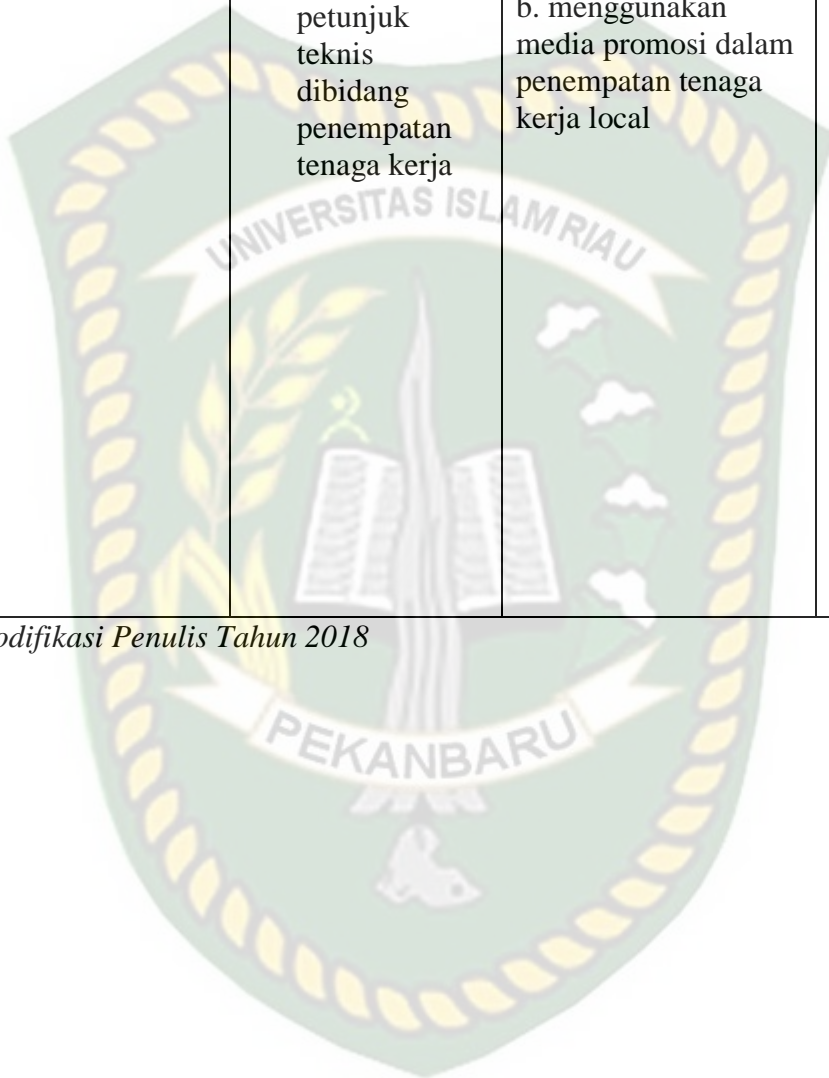 petunjuk
teknis
dibidang
penempatan
tenaga kerja
b. menggunakan
media promosi dalam
penempatan tenaga
kerja local
UNIVERSITAS ISLAM RIAU
odifikasi Penulis Tahun 2018
PEKANBARU